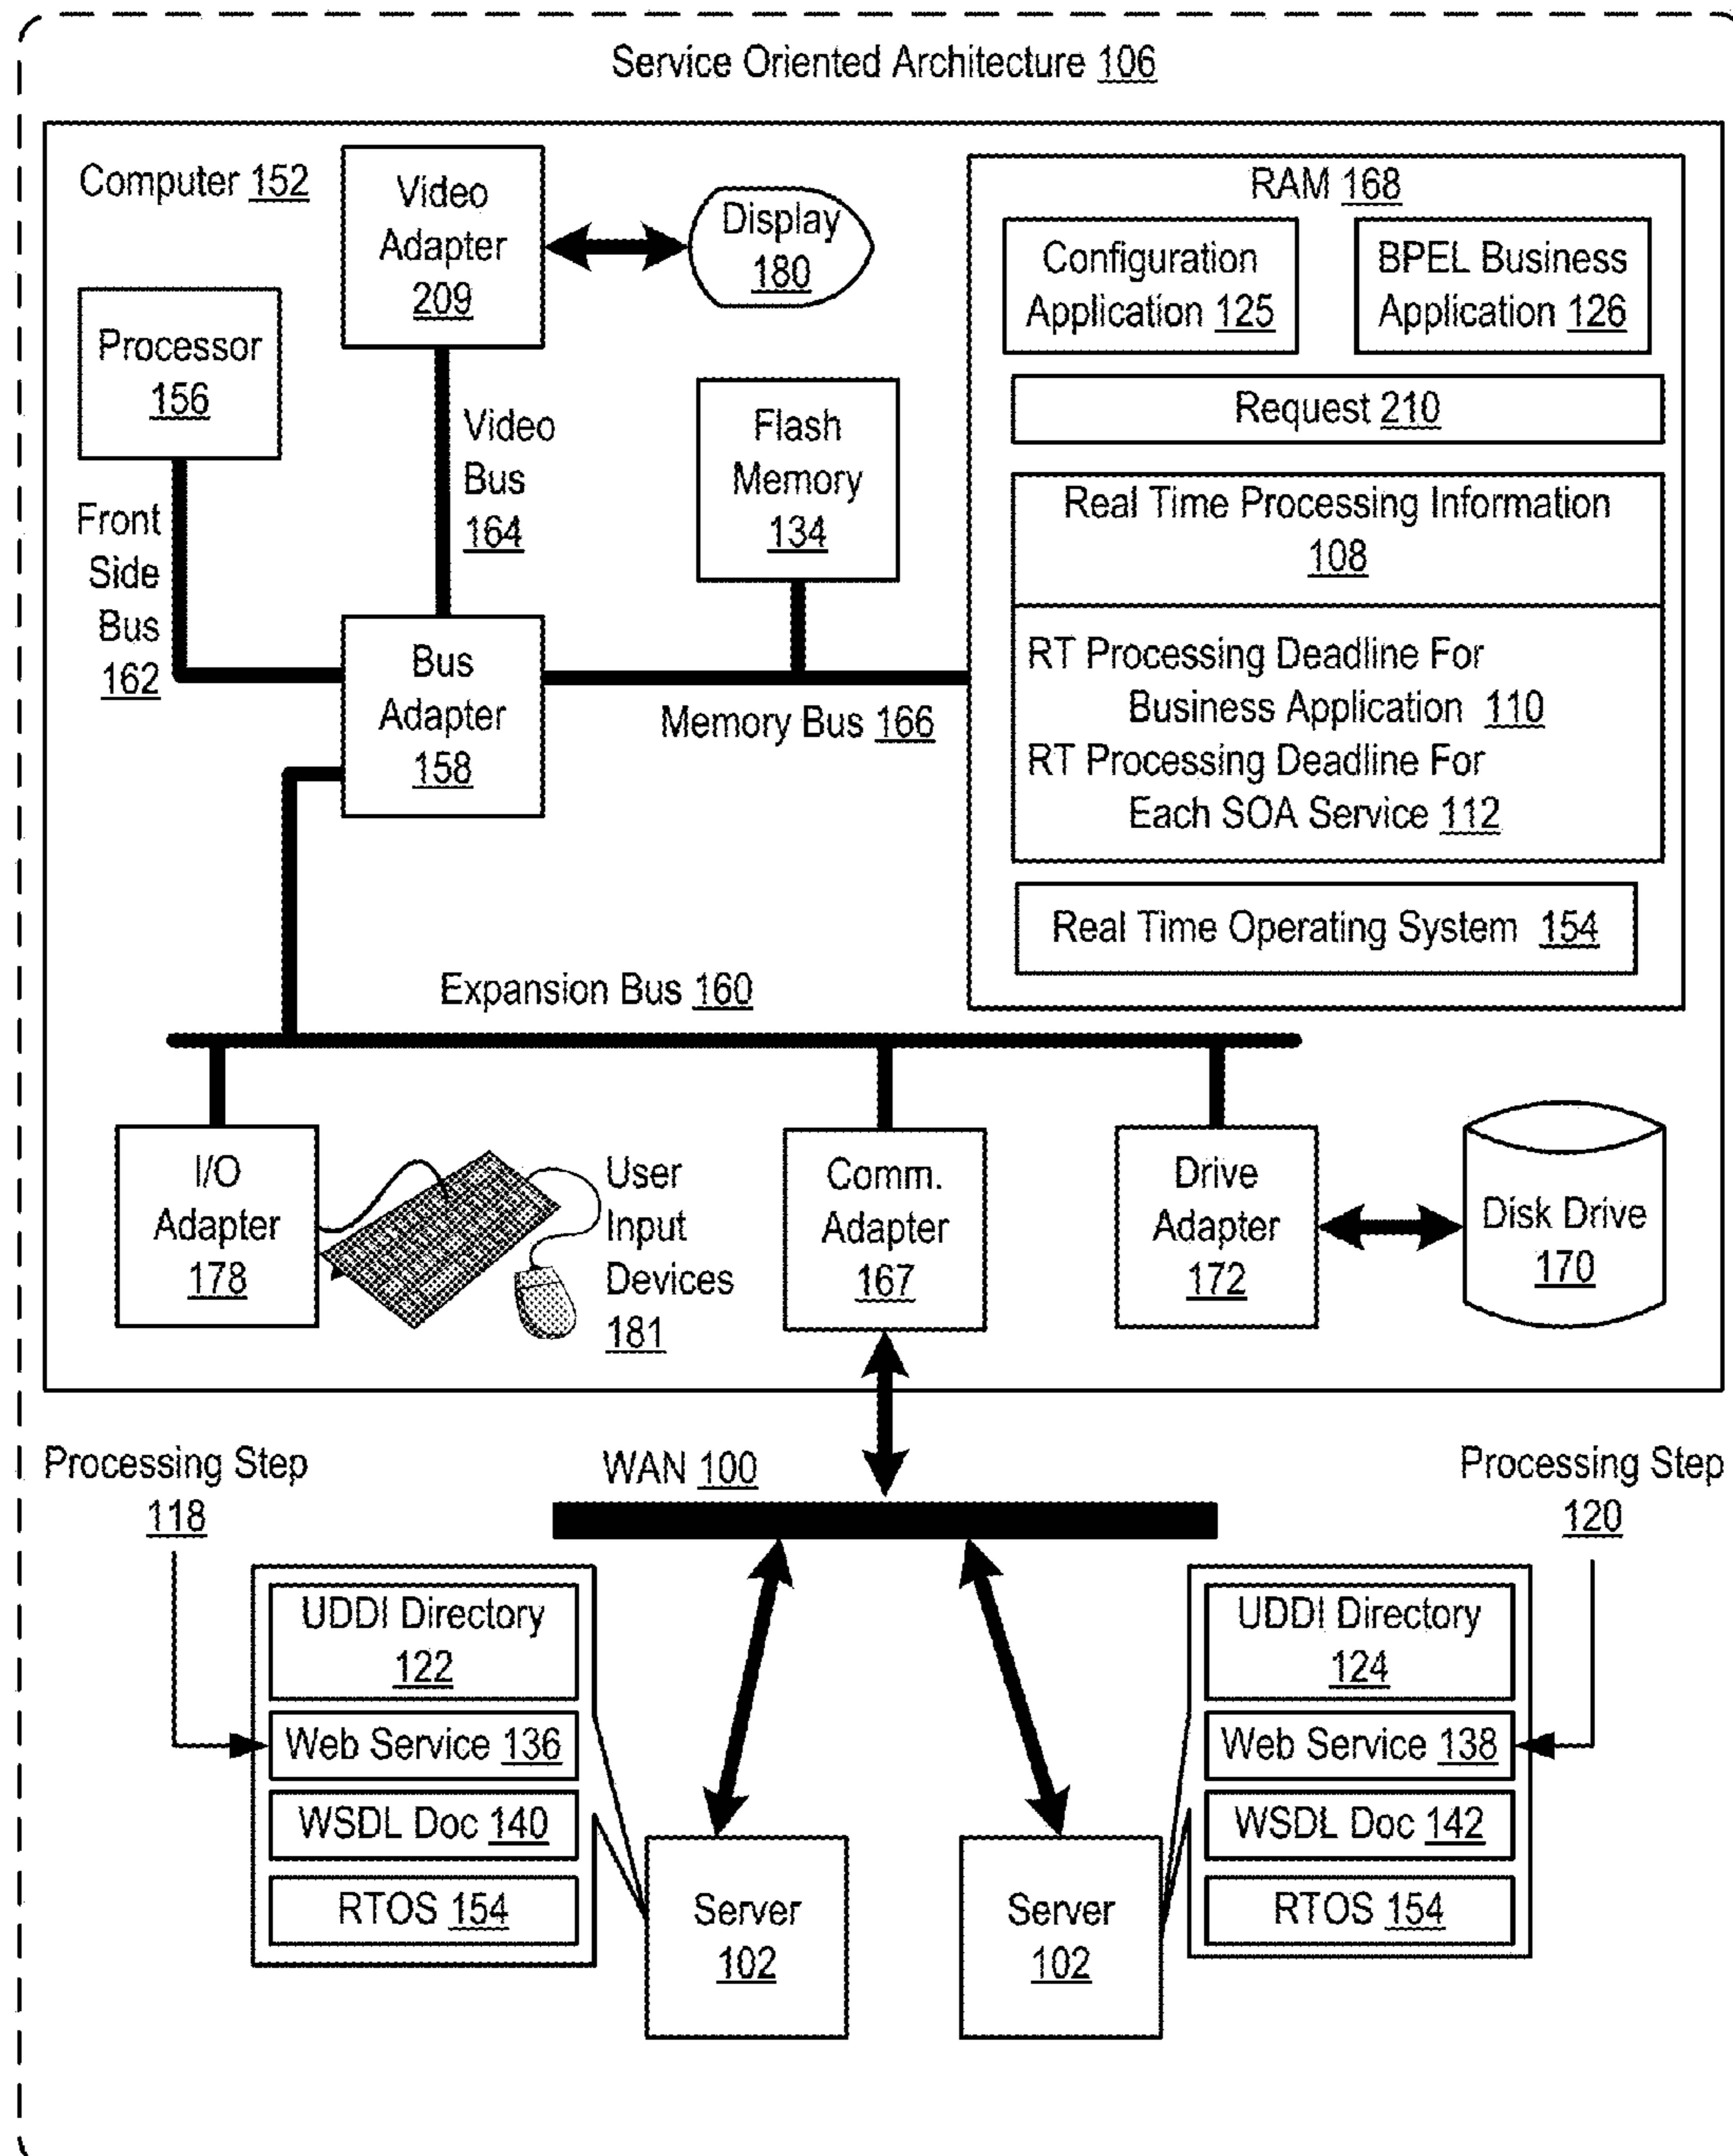 Service Oriented Architecture 106
Computer 152
Video
Adapter
209
Display
180
Processor
156
Front
Side
Bus
162
Video
Bus
164
Flash
Memory
134
Bus
Adapter
158
Memory Bus 166
RAM 168
Configuration
Application 125
BPEL Business
Application 126
Request 210
Real Time Processing Information
108
RT Processing Deadline For
Business Application 110
RT Processing Deadline For
Each SOA Service 112
Real Time Operating System 154
Expansion Bus 160
I/O
Adapter
178
User
Input
Devices
181
Comm.
Adapter
167
Drive
Adapter
172
Disk Drive
170
Processing Step
118
WAN 100
Processing Step
120
UDDI Directory
122
Web Service 136
WSDL Doc 140
RTOS 154
Server
102
Server
102
UDDI Directory
124
Web Service 138
WSDL Doc 142
RTOS 154